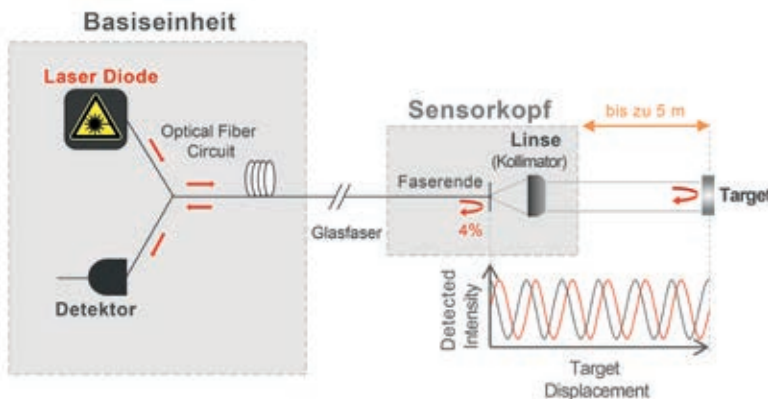 Basiseinheit
Laser Diode
Optical Fiber
Circuit
Glasfaser
Detektor
Sensorkopf
Linse
(Kollimator)
Faserende
4%
bis zu 5 m
Target
Detected
Intensity
Target
Displacement